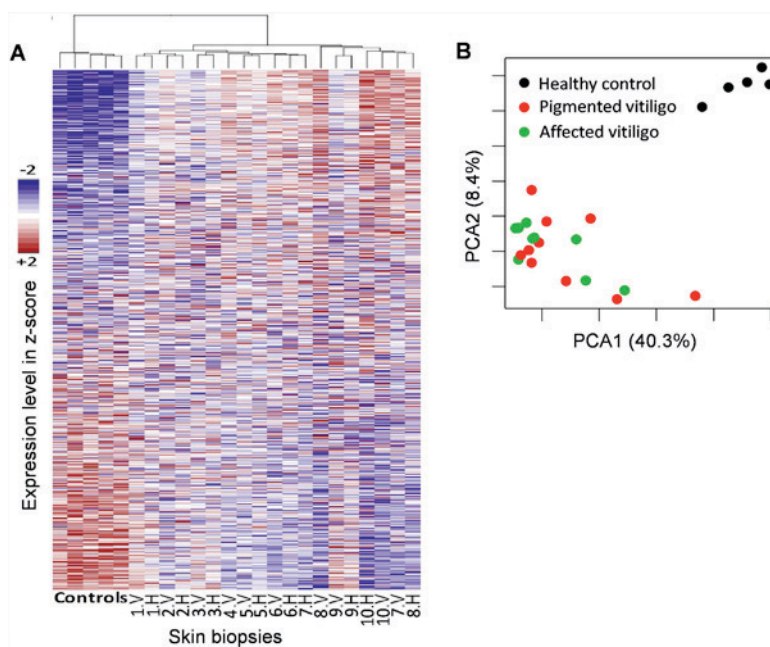 A
-2
+2
Expression level in z-score
Controls
1.V
1.H
2.V
2.H
3.V
3.H
4.V
5.V
5.H
6.V
6.H
7.H
8.V
9.V
9.H
10.H
10.V
7.V
8.H
Skin biopsies
B
Healthy control
Pigmented vitiligo
Affected vitiligo
PCA2 (8.4%)
PCA1 (40.3%)